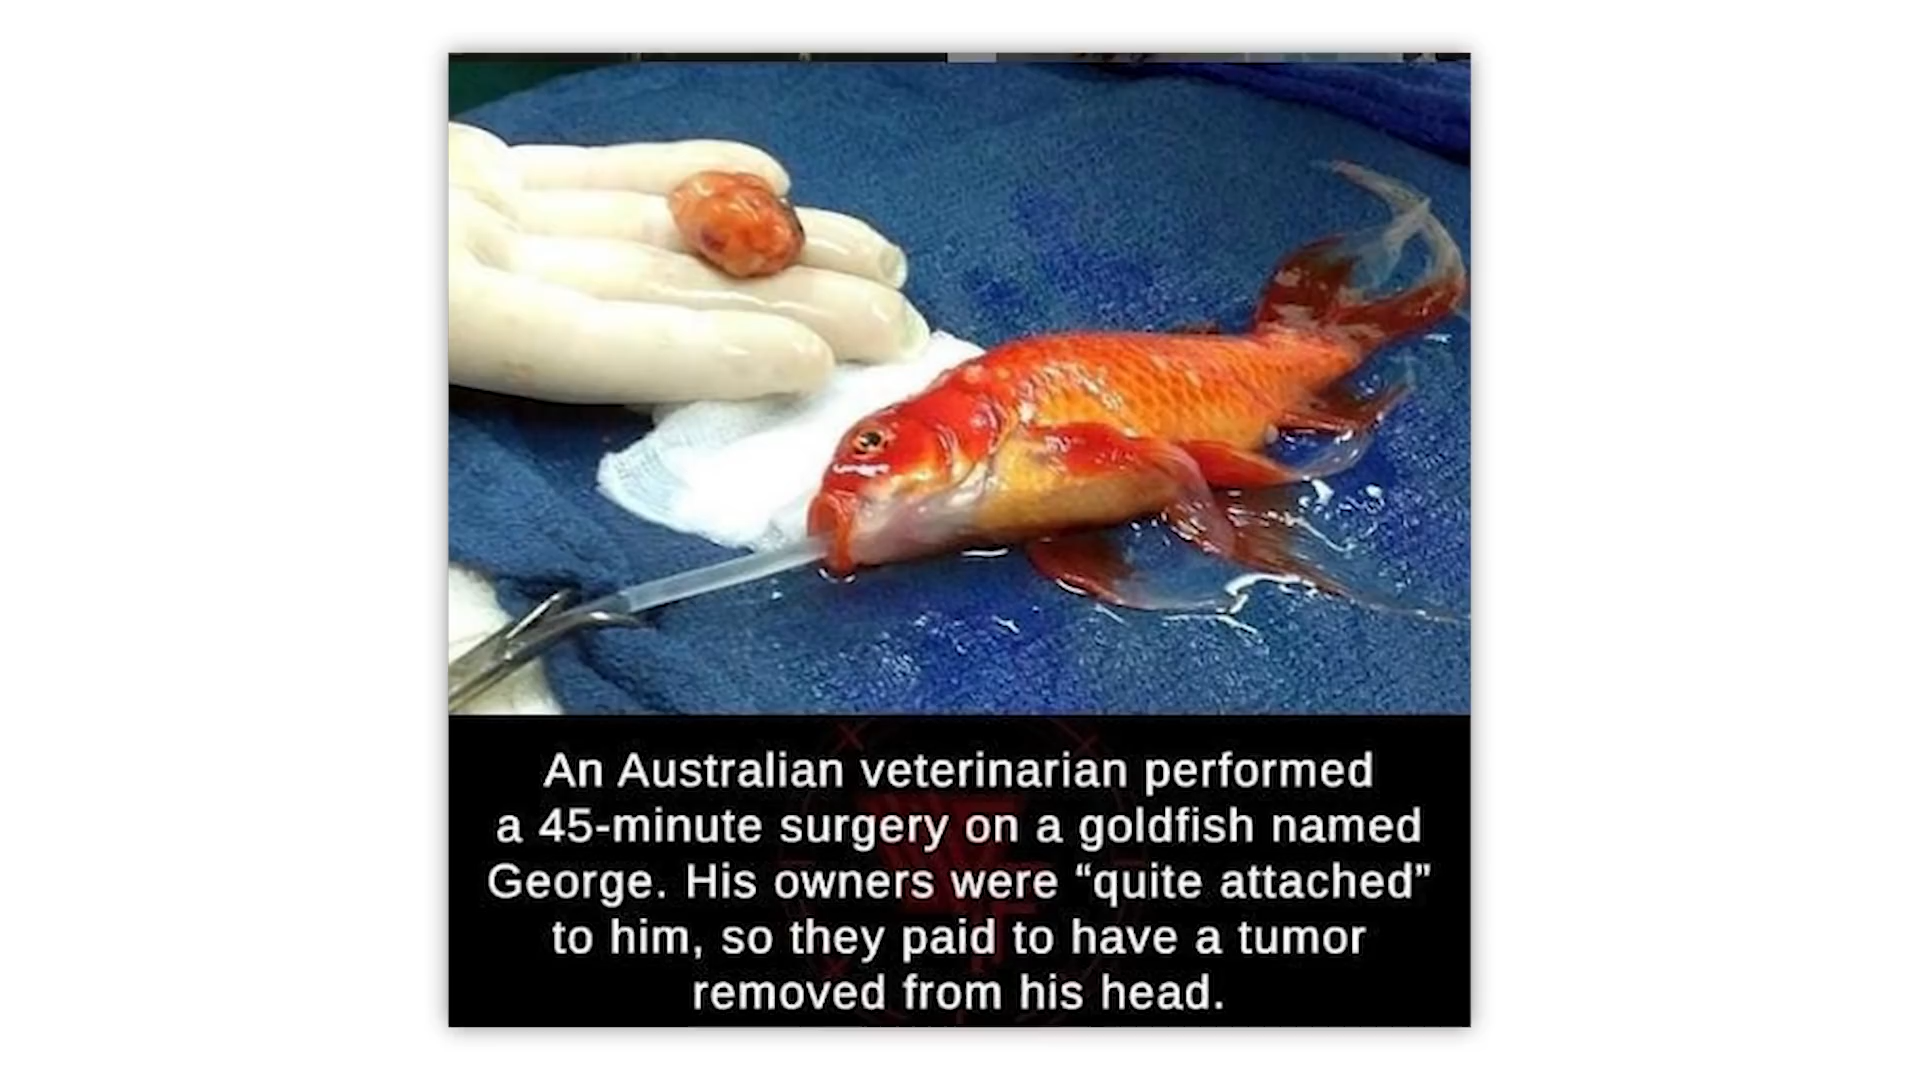 An Australian veterinarian performed
a 45-minute surgery on a goldfish named
George. His owners were “quite attached”
to him, so they paid to have a tumor
removed from his head.